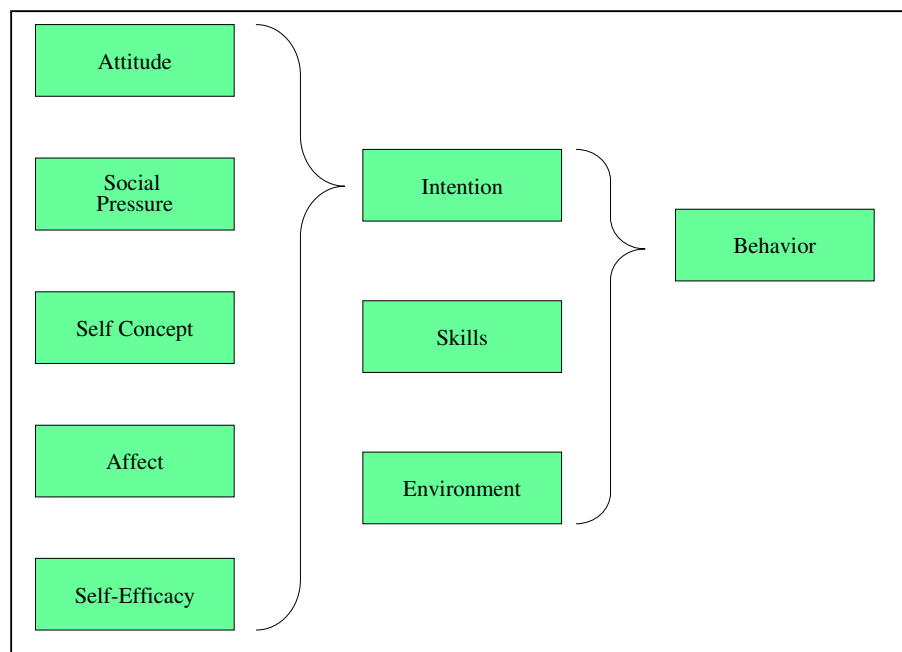 Attitude
Social
Pressure
Self Concept
Affect
Self-Efficacy
Intention
Skills
Environment
Behavior